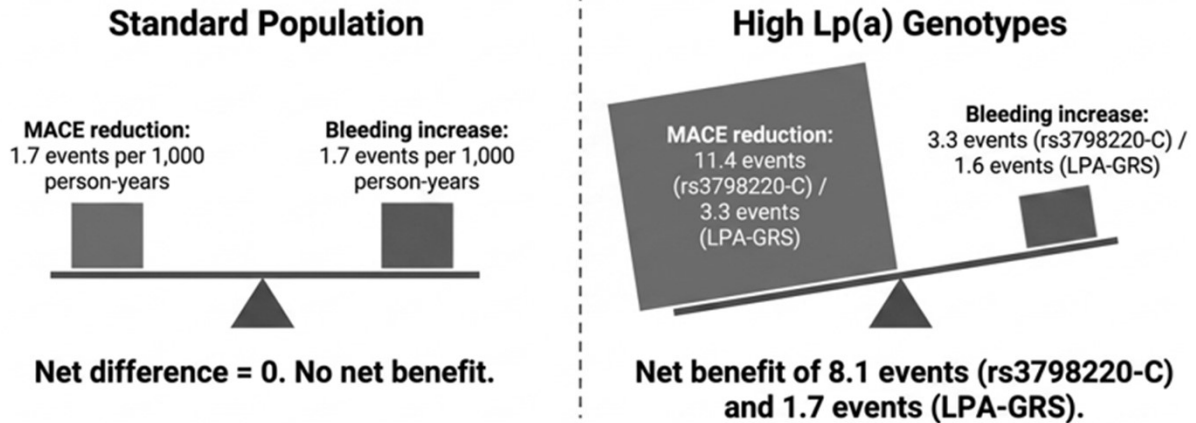 Standard Population
MACE reduction:
1.7 events per 1,000
person-years
Bleeding increase:
1.7 events per 1,000
person-years
Net difference = 0. No net benefit.
High Lp(a) Genotypes
MACE reduction:
11.4 events
(rs3798220-C) /
3.3 events
(LPA-GRS)
Bleeding increase:
3.3 events (rs3798220-C) /
1.6 events (LPA-GRS)
Net benefit of 8.1 events (rs3798220-C)
and 1.7 events (LPA-GRS).